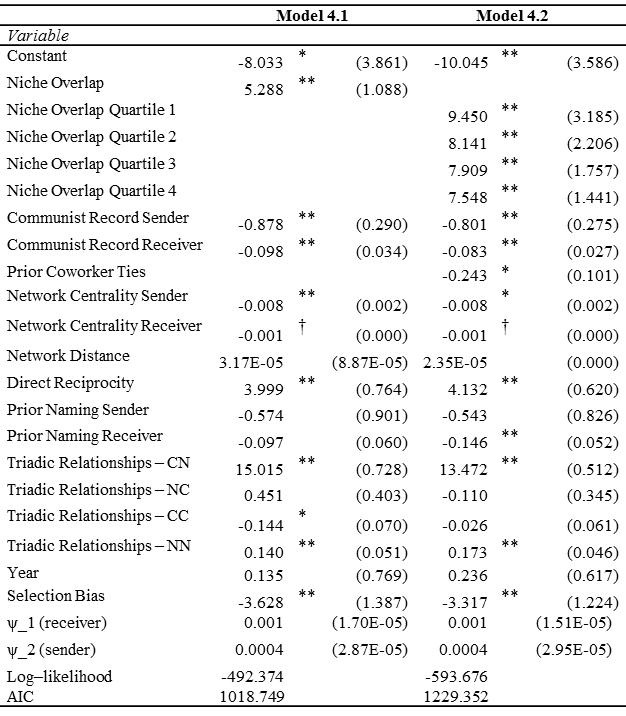 Model 4.1 Model 4.2
Variable
Constant -8.033 * (3.861) -10.045 ** (3.586)
Niche Overlap 5.288 ** (1.088)
Niche Overlap Quartile 1 9.450 ** (3.185)
Niche Overlap Quartile 2 8.141 ** (2.206)
Niche Overlap Quartile 3 7.909 ** (1.757)
Niche Overlap Quartile 4 7.548 ** (1.441)
Communist Record Sender -0.878 ** (0.290) -0.801 ** (0.275)
Communist Record Receiver -0.098 ** (0.034) -0.083 ** (0.027)
Prior Coworker Ties -0.243 * (0.101)
Network Centrality Sender -0.008 ** (0.002) -0.008 * (0.002)
Network Centrality Receiver -0.001 † (0.000) -0.001 † (0.000)
Network Distance 3.17E-05 (8.87E-05) 2.35E-05 (0.000)
Direct Reciprocity 3.999 ** (0.764) 4.132 ** (0.620)
Prior Naming Sender -0.574 (0.901) -0.543 (0.826)
Prior Naming Receiver -0.097 (0.060) -0.146 ** (0.052)
Triadic Relationships – CN 15.015 ** (0.728) 13.472 ** (0.512)
Triadic Relationships – NC 0.451 (0.403) -0.110 (0.345)
Triadic Relationships – CC -0.144 * (0.070) -0.026 (0.061)
Triadic Relationships – NN 0.140 ** (0.051) 0.173 ** (0.046)
Year 0.135 (0.769) 0.236 (0.617)
Selection Bias -3.628 ** (1.387) -3.317 ** (1.224)
ψ_1 (receiver) 0.001 (1.70E-05) 0.001 (1.51E-05)
ψ_2 (sender) 0.0004 (2.87E-05) 0.0004 (2.95E-05)
Log–likelihood -492.374 -593.676
AIC 1018.749 1229.352